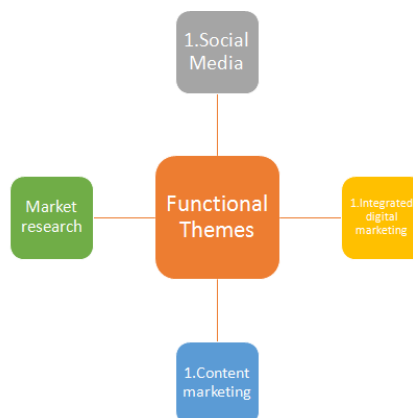 1.Social
Media
Market
research
Functional
Themes
1.Integrated
digital
marketing
1.Content
marketing